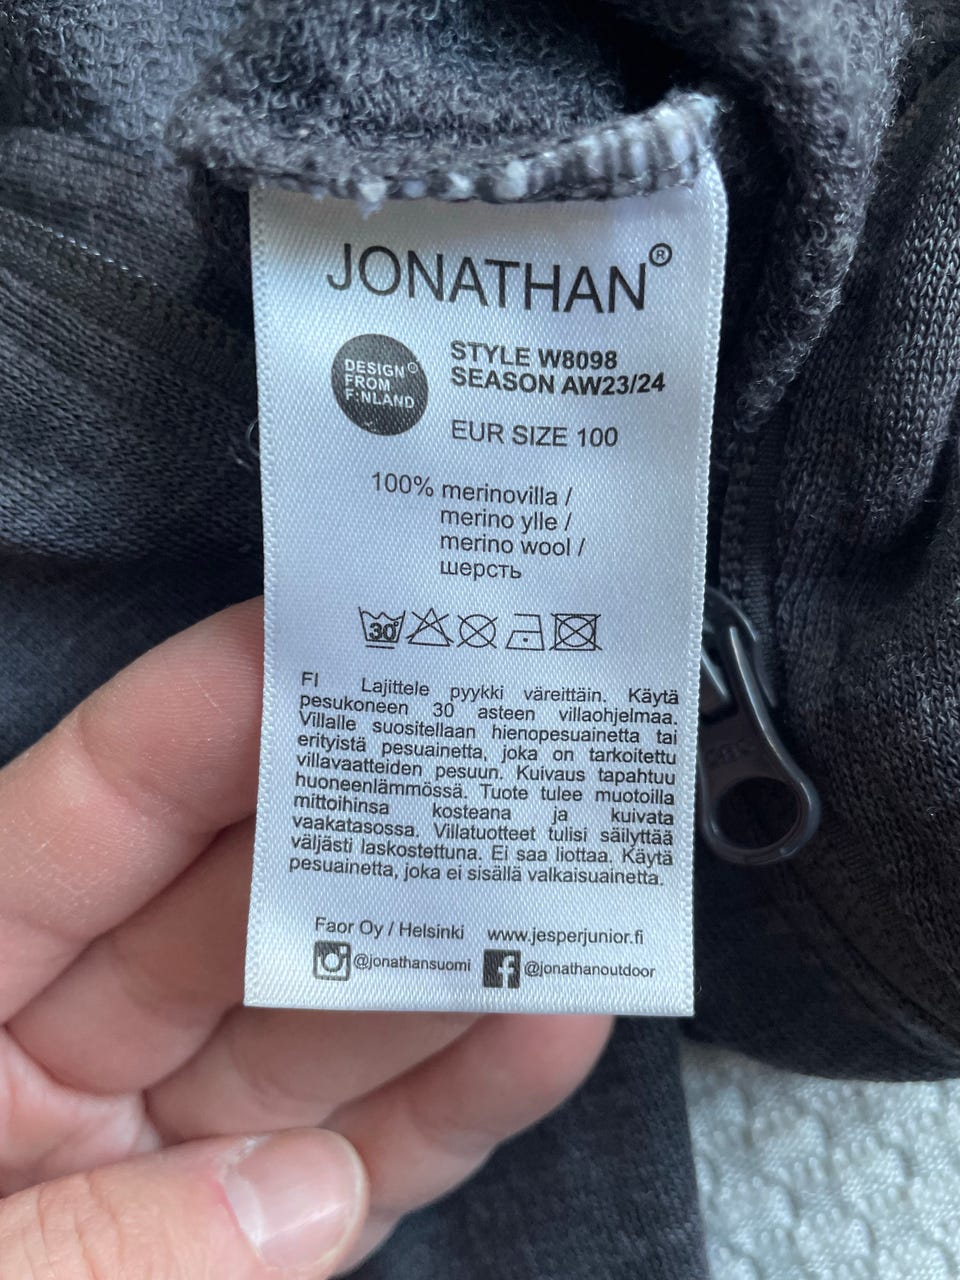 JONATHAN®
DESIGN®
FROM
F:NLAND
STYLE W8098
SEASON AW23/24
EUR SIZE 100
100% merinovilla /
merino ylle /
merino wool /
шерсть
30
FI Lajittele pyykki väreittäin. Käytä
pesukoneen 30 asteen villaohjelmaa.
Villalle suositellaan hienopesuainetta tai
erityistä pesuainetta, joka on tarkoitettu
villavaatteiden pesuun. Kuivaus tapahtuu
huoneenlämmössä. Tuote tulee muotoilla
mittoihinsa kosteana ja kuivata
vaakatasossa. Villatuotteet tulisi säilyttää
väljästi laskostettuna. Ei saa liottaa. Käytä
pesuainetta, joka ei sisällä valkaisuainetta.
Faor Oy / Helsinki www.jesperjunior.fi
@jonathansuomi @jonathanoutdoor